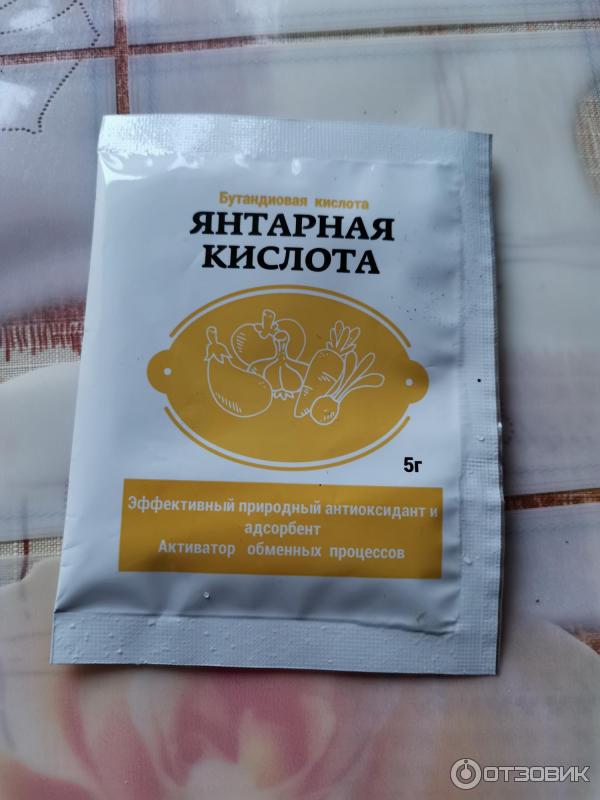 Бутандиовая кислота
ЯНТАРНАЯ
КИСЛОТА
5г
Эффективный природный антиоксидант и
адсорбент
Активатор обменных процессов
ОТЗОВИК